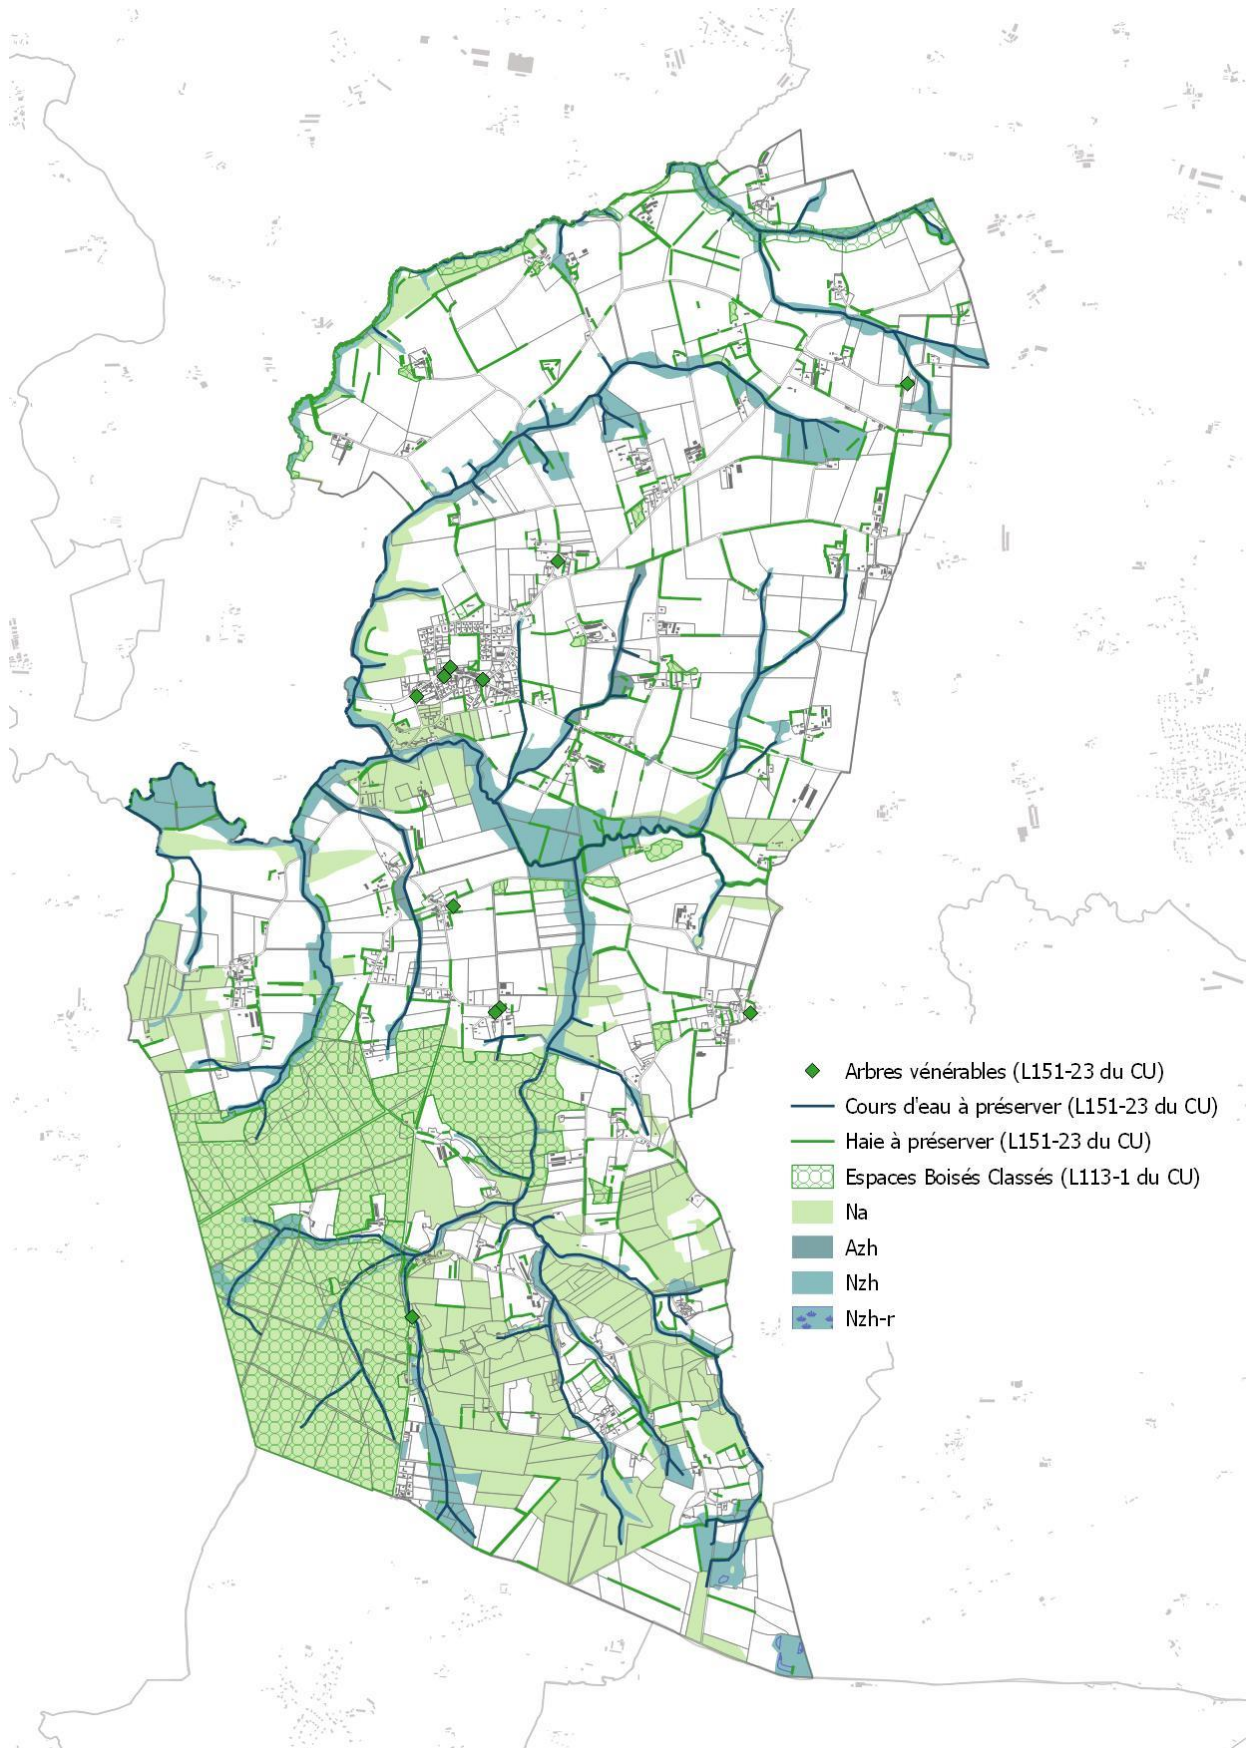 Arbres vénérables (L151-23 du CU)
Cours d'eau à préserver (L151-23 du CU)
Haie à préserver (L151-23 du CU)
Espaces Boisés Classés (L113-1 du CU)
Na
Azh
Nzh
Nzh-r